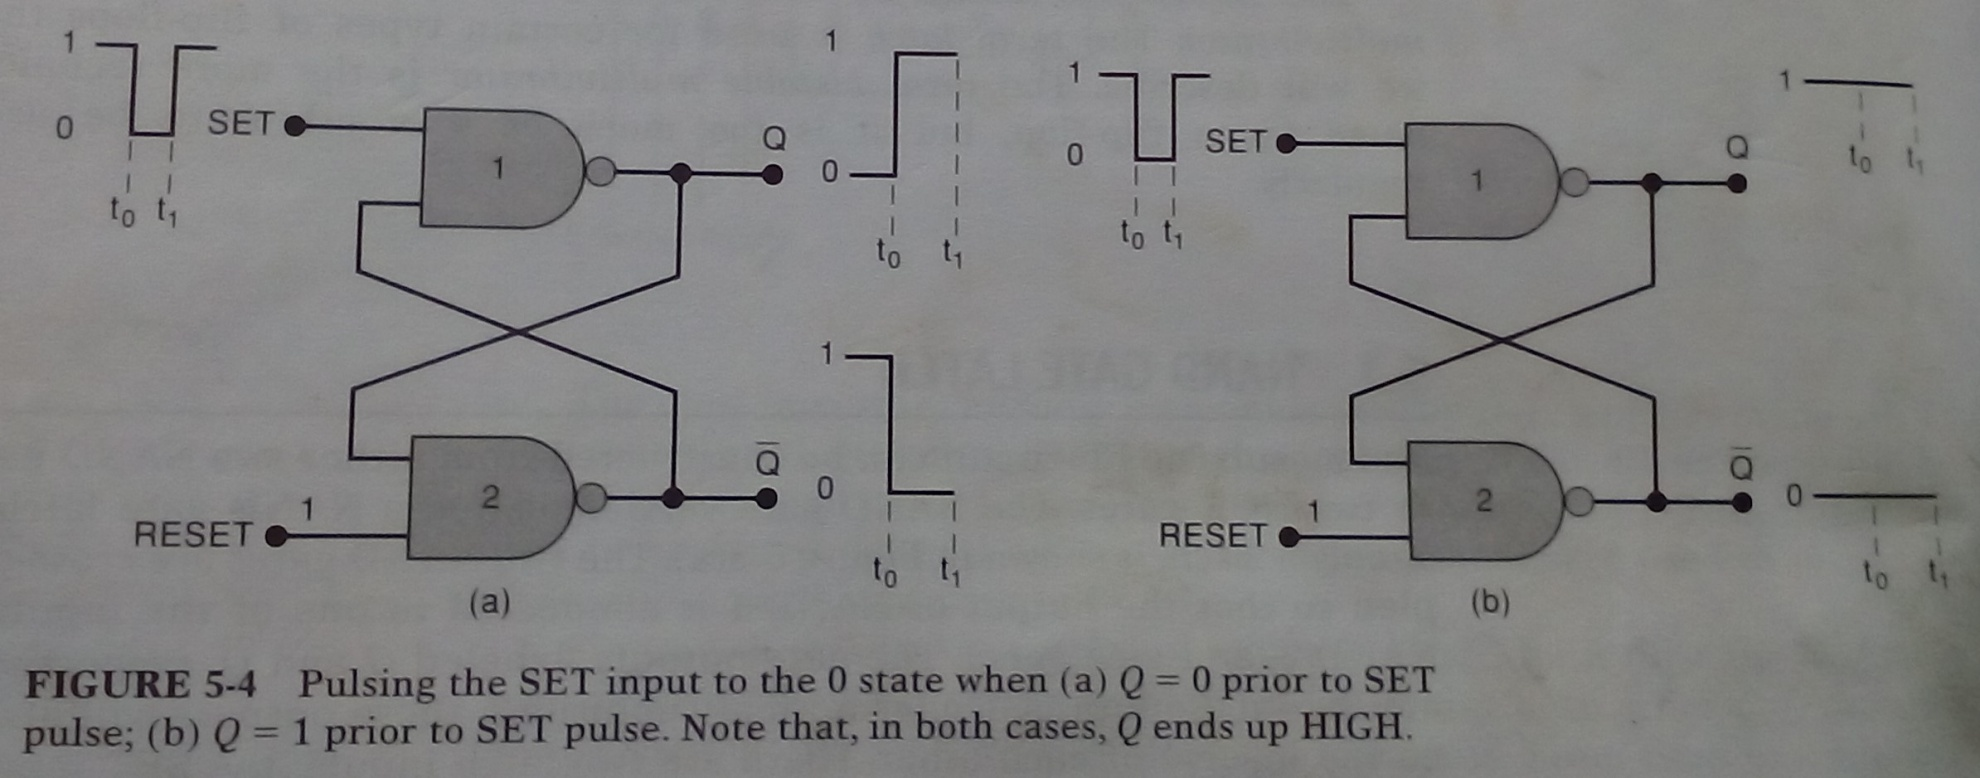 1
0
t0 t1
SET
1
Q
1
0
t0 t1
1
0
t0 t1
Q̅
2
1
RESET
(a)
1
0
t0 t1
SET
1
Q
1
t0 t1
Q̅
0
t0 t1
2
1
RESET
(b)
FIGURE 5-4 Pulsing the SET input to the 0 state when (a) Q = 0 prior to SET
pulse; (b) Q = 1 prior to SET pulse. Note that, in both cases, Q ends up HIGH.